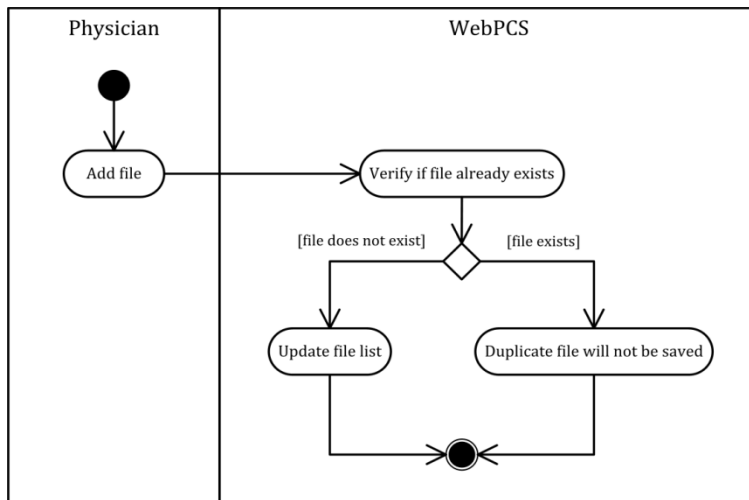 Physician
WebPCS
Add file
Verify if file already exists
[file does not exist]
[file exists]
Update file list
Duplicate file will not be saved